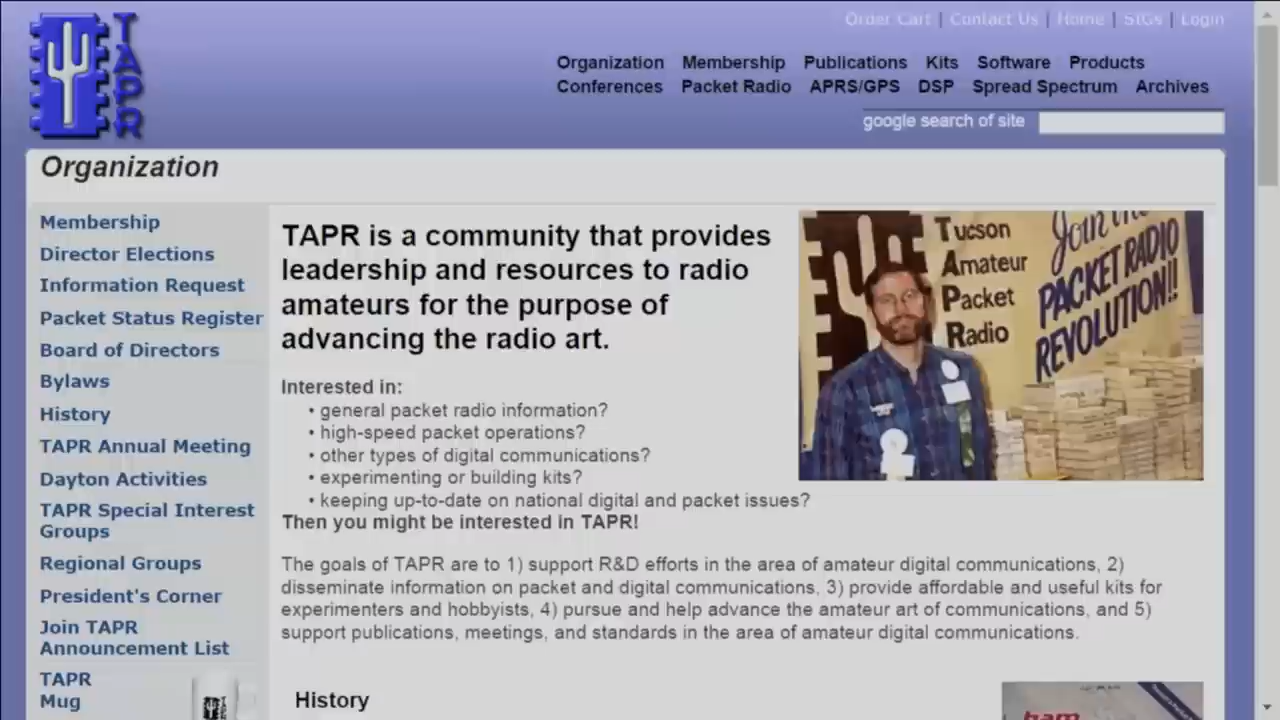 TAPR
Order Cart | Contact Us | Home | SIGs | Login
Organization Membership Publications Kits Software Products
Conferences Packet Radio APRS/GPS DSP Spread Spectrum Archives
google search of site
Organization
Membership
Director Elections
Information Request
Packet Status Register
Board of Directors
Bylaws
History
TAPR Annual Meeting
Dayton Activities
TAPR Special Interest
Groups
Regional Groups
President's Corner
Join TAPR
Announcement List
TAPR
Mug
TAPR is a community that provides
leadership and resources to radio
amateurs for the purpose of
advancing the radio art.
Tucson
Amateur
Packet
Radio
Join the
PACKET RADIO
REVOLUTION!!
Interested in:
• general packet radio information?
• high-speed packet operations?
• other types of digital communications?
• experimenting or building kits?
• keeping up-to-date on national digital and packet issues?
Then you might be interested in TAPR!
The goals of TAPR are to 1) support R&D efforts in the area of amateur digital communications, 2)
disseminate information on packet and digital communications, 3) provide affordable and useful kits for
experimenters and hobbyists, 4) pursue and help advance the amateur art of communications, and 5)
support publications, meetings, and standards in the area of amateur digital communications.
History
ham